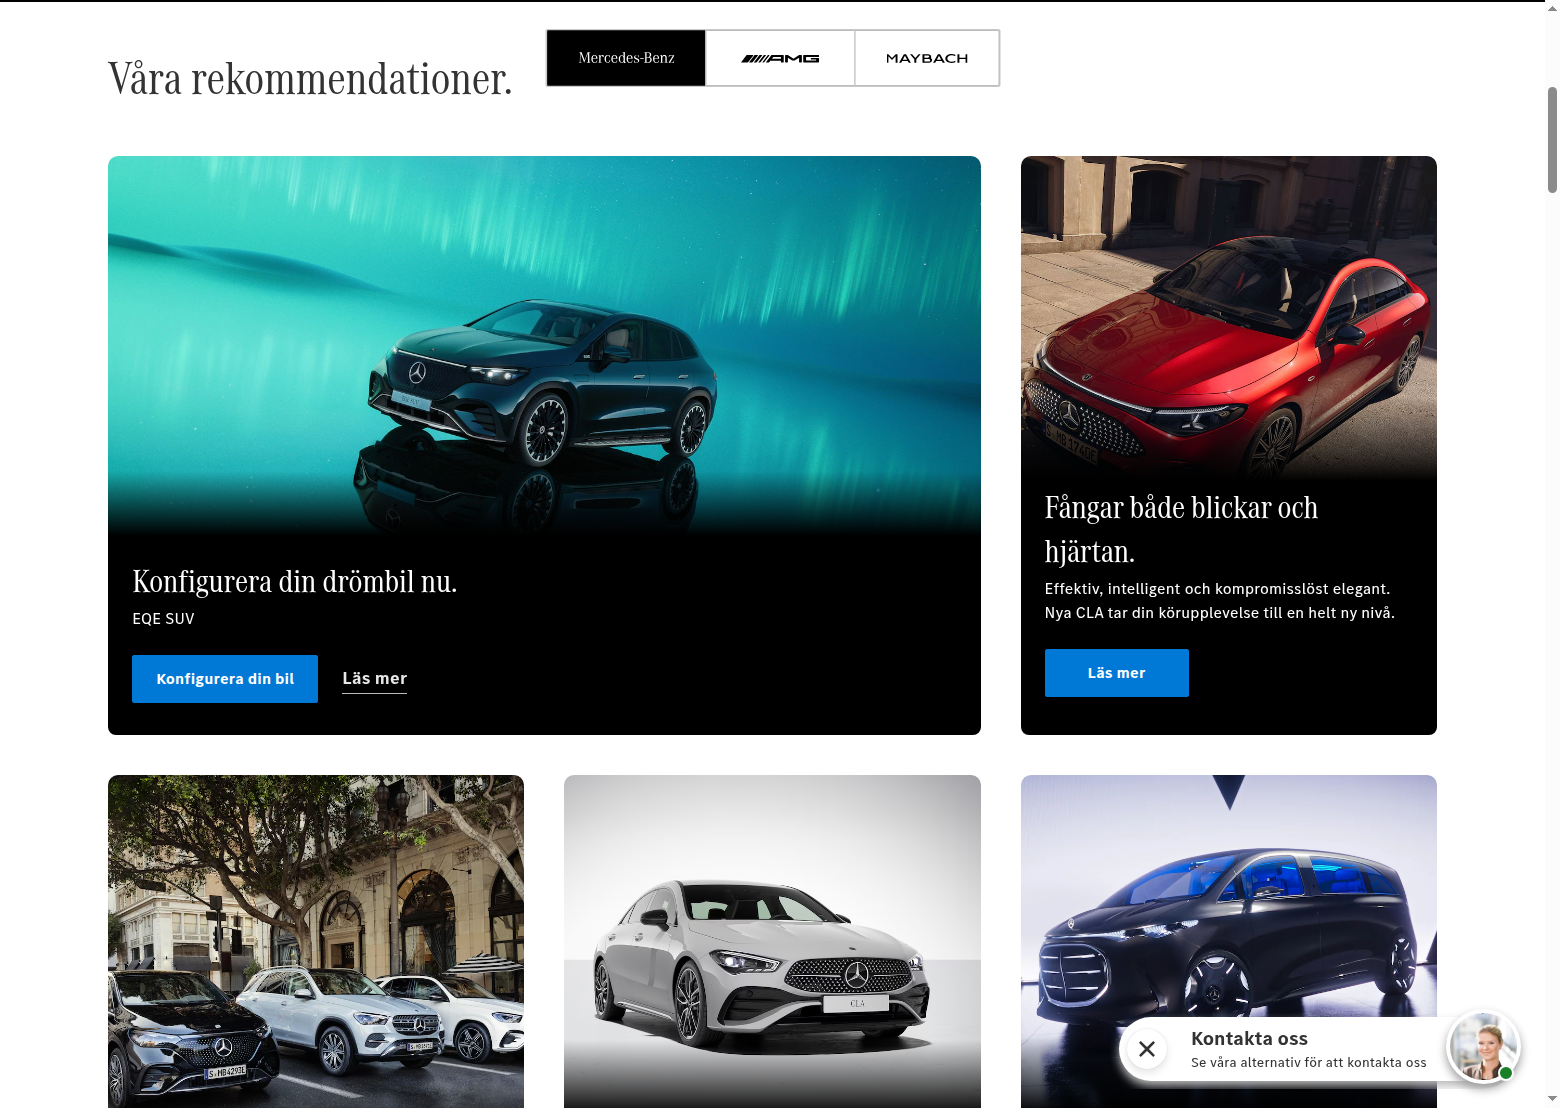 Våra rekommendationer.
Mercedes-Benz
AMG
MAYBACH
Konfigurera din drömbil nu.
EQE SUV
Konfigurera din bil
Läs mer
Fångar både blickar och
hjärtan.
Effektiv, intelligent och kompromisslöst elegant.
Nya CLA tar din körupplevelse till en helt ny nivå.
Läs mer
CLA
Kontakta oss
Se våra alternativ för att kontakta oss